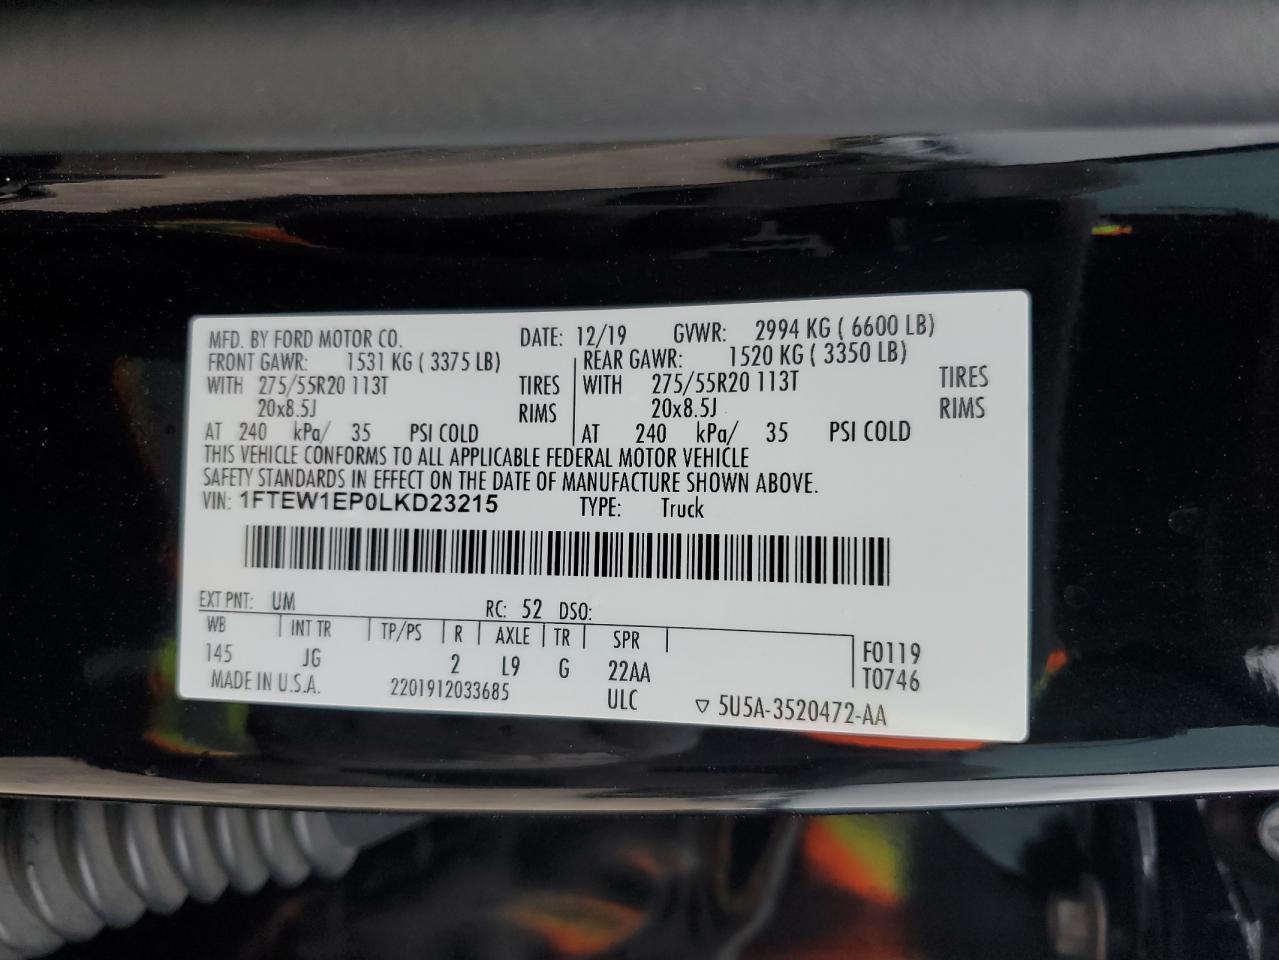 MFD. BY FORD MOTOR CO. DATE: 12/19 GVWR: 2994 KG ( 6600 LB)
FRONT GAWR: 1531 KG ( 3375 LB) REAR GAWR: 1520 KG ( 3350 LB)
WITH 275/55R20 113T TIRES WITH 275/55R20 113T TIRES
20x8.5J RIMS 20x8.5J RIMS
AT 240 kPa/ 35 PSI COLD AT 240 kPa/ 35 PSI COLD
THIS VEHICLE CONFORMS TO ALL APPLICABLE FEDERAL MOTOR VEHICLE
SAFETY STANDARDS IN EFFECT ON THE DATE OF MANUFACTURE SHOWN ABOVE.
VIN: 1FTEW1EP0LKD23215 TYPE: Truck
EXT PNT: UM RC: 52 DSO:
WB INT TR TP/PS R AXLE TR SPR
145 JG 2 L9 G 22AA F0119
T0746
MADE IN U.S.A. 2201912033685 ULC ▽ 5U5A-3520472-AA